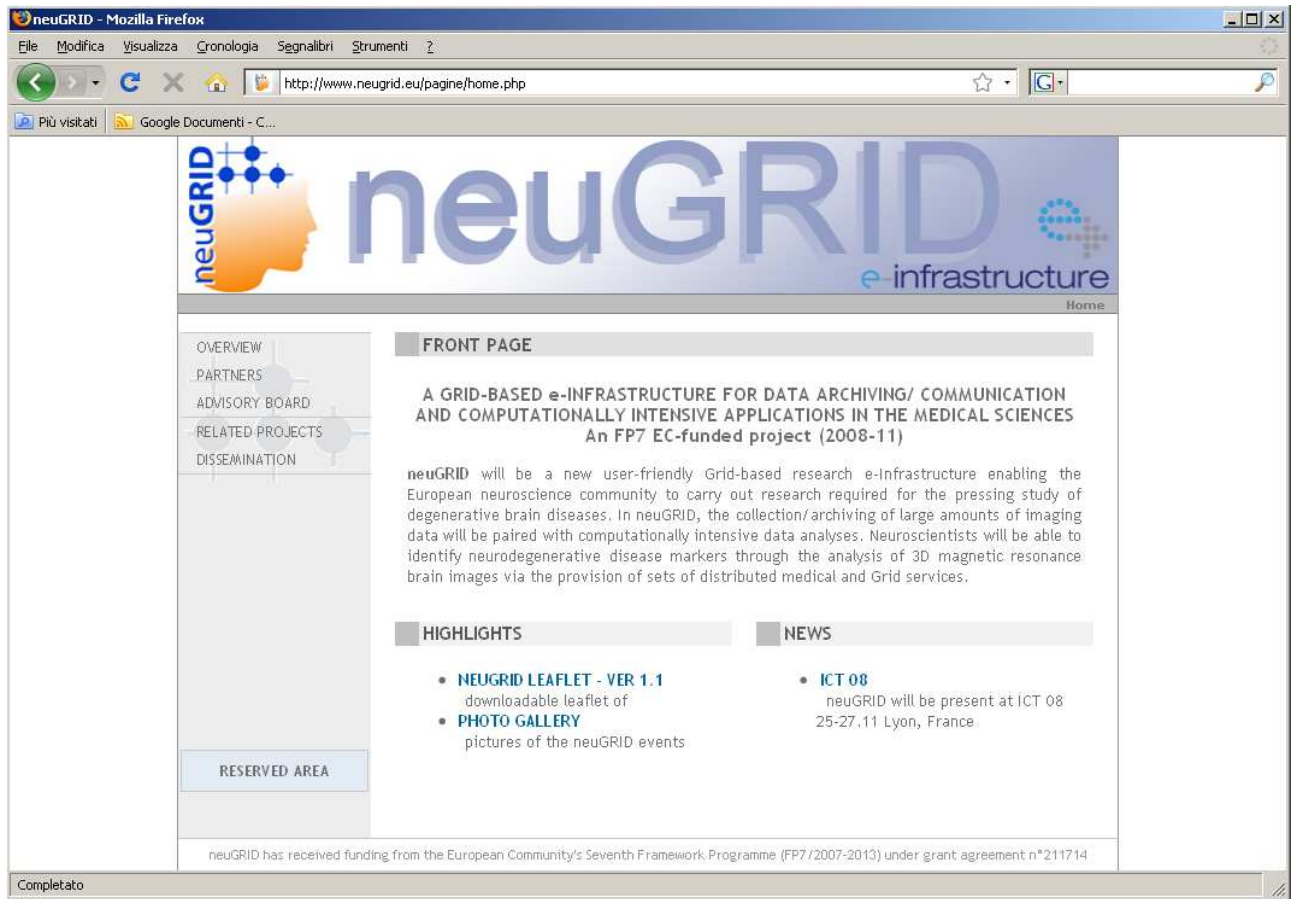 neuGRID - Mozilla Firefox
File Modifica Visualizza Cronologia Segnalibri Strumenti ?
http://www.neugrid.eu/pagine/home.php
G
Più visitati Google Documenti - C...
neuGRID
neuGRID
e-infrastructure
Home
OVERVIEW
PARTNERS
ADVISORY BOARD
RELATED PROJECTS
DISSEMINATION
RESERVED AREA
FRONT PAGE
A GRID-BASED e-INFRASTRUCTURE FOR DATA ARCHIVING/ COMMUNICATION
AND COMPUTATIONALLY INTENSIVE APPLICATIONS IN THE MEDICAL SCIENCES
An FP7 EC-funded project (2008-11)
neuGRID will be a new user-friendly Grid-based research e-Infrastructure enabling the
European neuroscience community to carry out research required for the pressing study of
degenerative brain diseases. In neuGRID, the collection/archiving of large amounts of imaging
data will be paired with computationally intensive data analyses. Neuroscientists will be able to
identify neurodegenerative disease markers through the analysis of 3D magnetic resonance
brain images via the provision of sets of distributed medical and Grid services.
HIGHLIGHTS
• NEUGRID LEAFLET - VER 1.1
downloadable leaflet of
• PHOTO GALLERY
pictures of the neuGRID events
NEWS
• ICT 08
neuGRID will be present at ICT 08
25-27.11 Lyon, France
neuGRID has received funding from the European Community's Seventh Framework Programme (FP7/2007-2013) under grant agreement n°211714
Completato